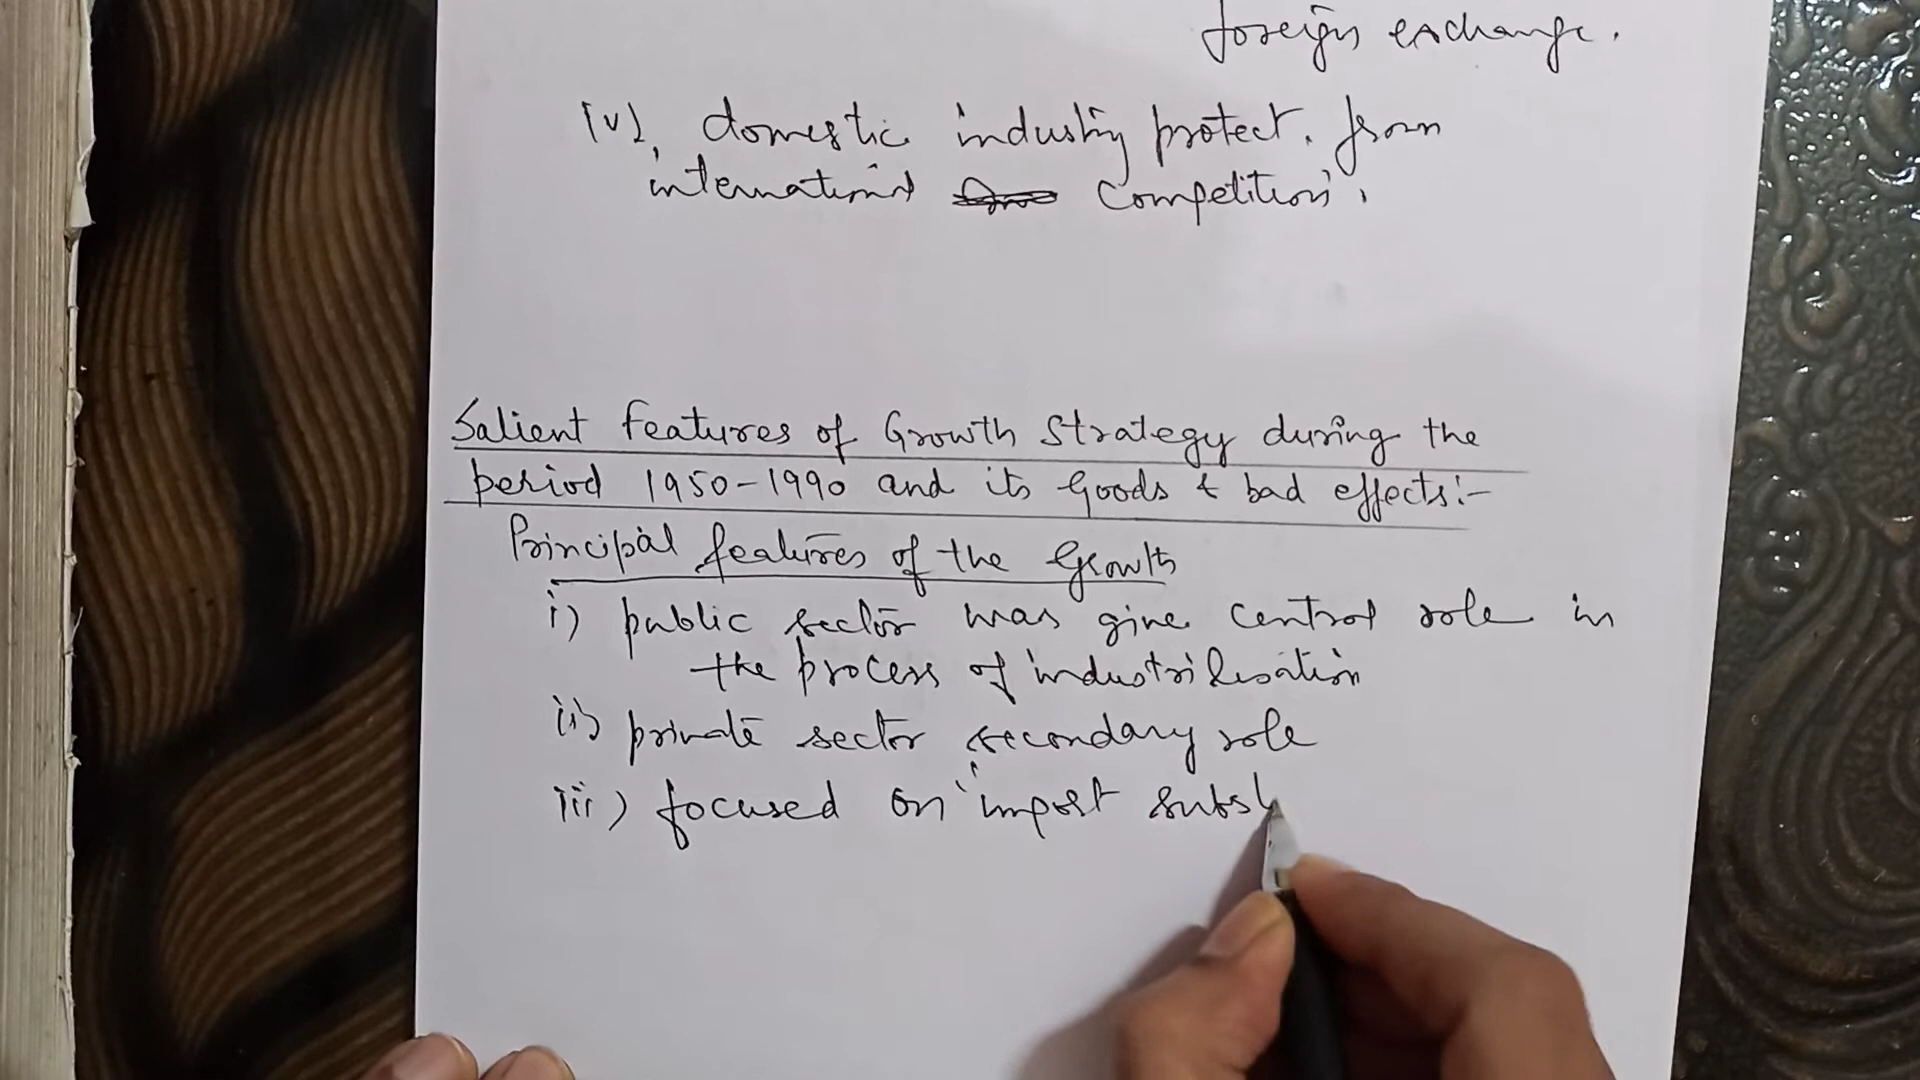 foreign exchange.
(v), domestic industry protect. from
international competition.
Salient features of Growth Strategy during the
period 1950-1990 and its Goods & bad effects:-
Principal features of the Growth
i) public sector was give central role in
the process of industrilisation
ii) private sector secondary role
iii) focused on import subst